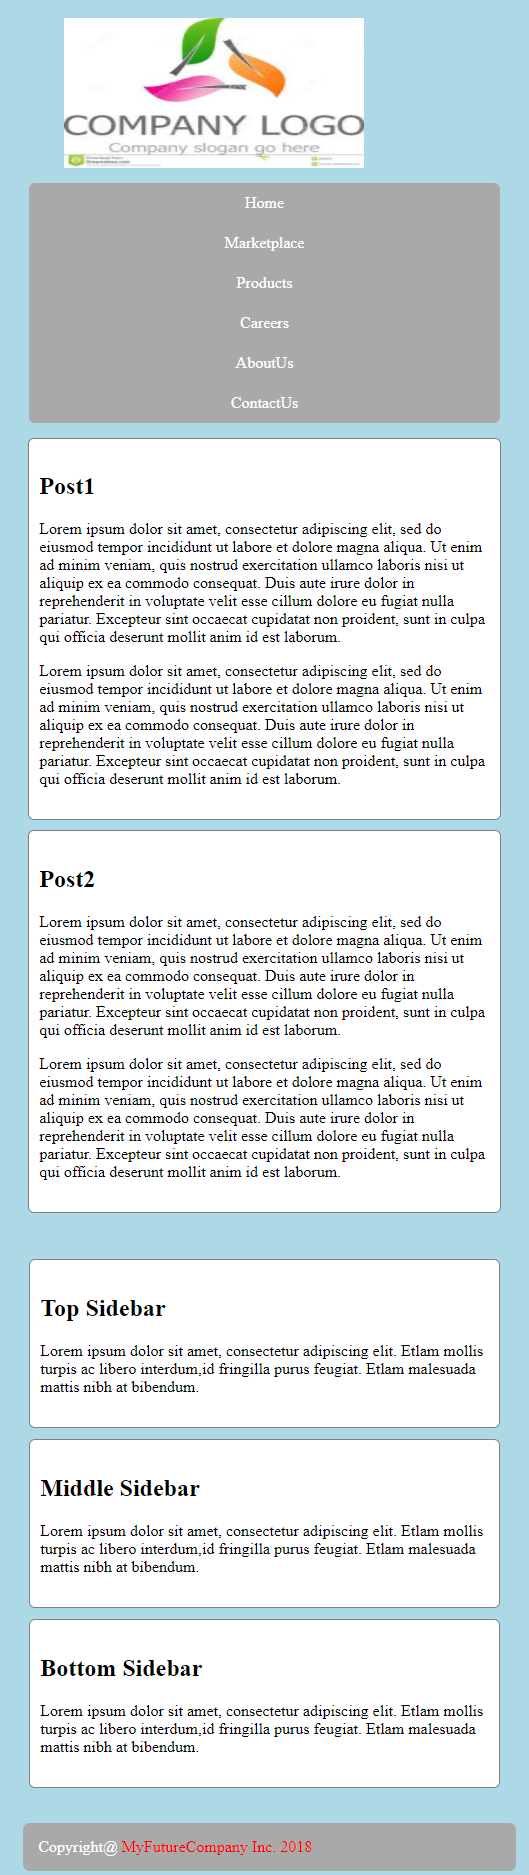 COMPANY LOGO
Company slogan go here
Home
Marketplace
Products
Careers
AboutUs
ContactUs
Post1
Lorem ipsum dolor sit amet, consectetur adipiscing elit, sed do
eiusmod tempor incididunt ut labore et dolore magna aliqua. Ut enim
ad minim veniam, quis nostrud exercitation ullamco laboris nisi ut
aliquip ex ea commodo consequat. Duis aute irure dolor in
reprehenderit in voluptate velit esse cillum dolore eu fugiat nulla
pariatur. Excepteur sint occaecat cupidatat non proident, sunt in culpa
qui officia deserunt mollit anim id est laborum.
Lorem ipsum dolor sit amet, consectetur adipiscing elit, sed do
eiusmod tempor incididunt ut labore et dolore magna aliqua. Ut enim
ad minim veniam, quis nostrud exercitation ullamco laboris nisi ut
aliquip ex ea commodo consequat. Duis aute irure dolor in
reprehenderit in voluptate velit esse cillum dolore eu fugiat nulla
pariatur. Excepteur sint occaecat cupidatat non proident, sunt in culpa
qui officia deserunt mollit anim id est laborum.
Post2
Lorem ipsum dolor sit amet, consectetur adipiscing elit, sed do
eiusmod tempor incididunt ut labore et dolore magna aliqua. Ut enim
ad minim veniam, quis nostrud exercitation ullamco laboris nisi ut
aliquip ex ea commodo consequat. Duis aute irure dolor in
reprehenderit in voluptate velit esse cillum dolore eu fugiat nulla
pariatur. Excepteur sint occaecat cupidatat non proident, sunt in culpa
qui officia deserunt mollit anim id est laborum.
Lorem ipsum dolor sit amet, consectetur adipiscing elit, sed do
eiusmod tempor incididunt ut labore et dolore magna aliqua. Ut enim
ad minim veniam, quis nostrud exercitation ullamco laboris nisi ut
aliquip ex ea commodo consequat. Duis aute irure dolor in
reprehenderit in voluptate velit esse cillum dolore eu fugiat nulla
pariatur. Excepteur sint occaecat cupidatat non proident, sunt in culpa
qui officia deserunt mollit anim id est laborum.
Top Sidebar
Lorem ipsum dolor sit amet, consectetur adipiscing elit. Etlam mollis
turpis ac libero interdum,id fringilla purus feugiat. Etlam malesuada
mattis nibh at bibendum.
Middle Sidebar
Lorem ipsum dolor sit amet, consectetur adipiscing elit. Etlam mollis
turpis ac libero interdum,id fringilla purus feugiat. Etlam malesuada
mattis nibh at bibendum.
Bottom Sidebar
Lorem ipsum dolor sit amet, consectetur adipiscing elit. Etlam mollis
turpis ac libero interdum,id fringilla purus feugiat. Etlam malesuada
mattis nibh at bibendum.
Copyright@ MyFutureCompany Inc. 2018